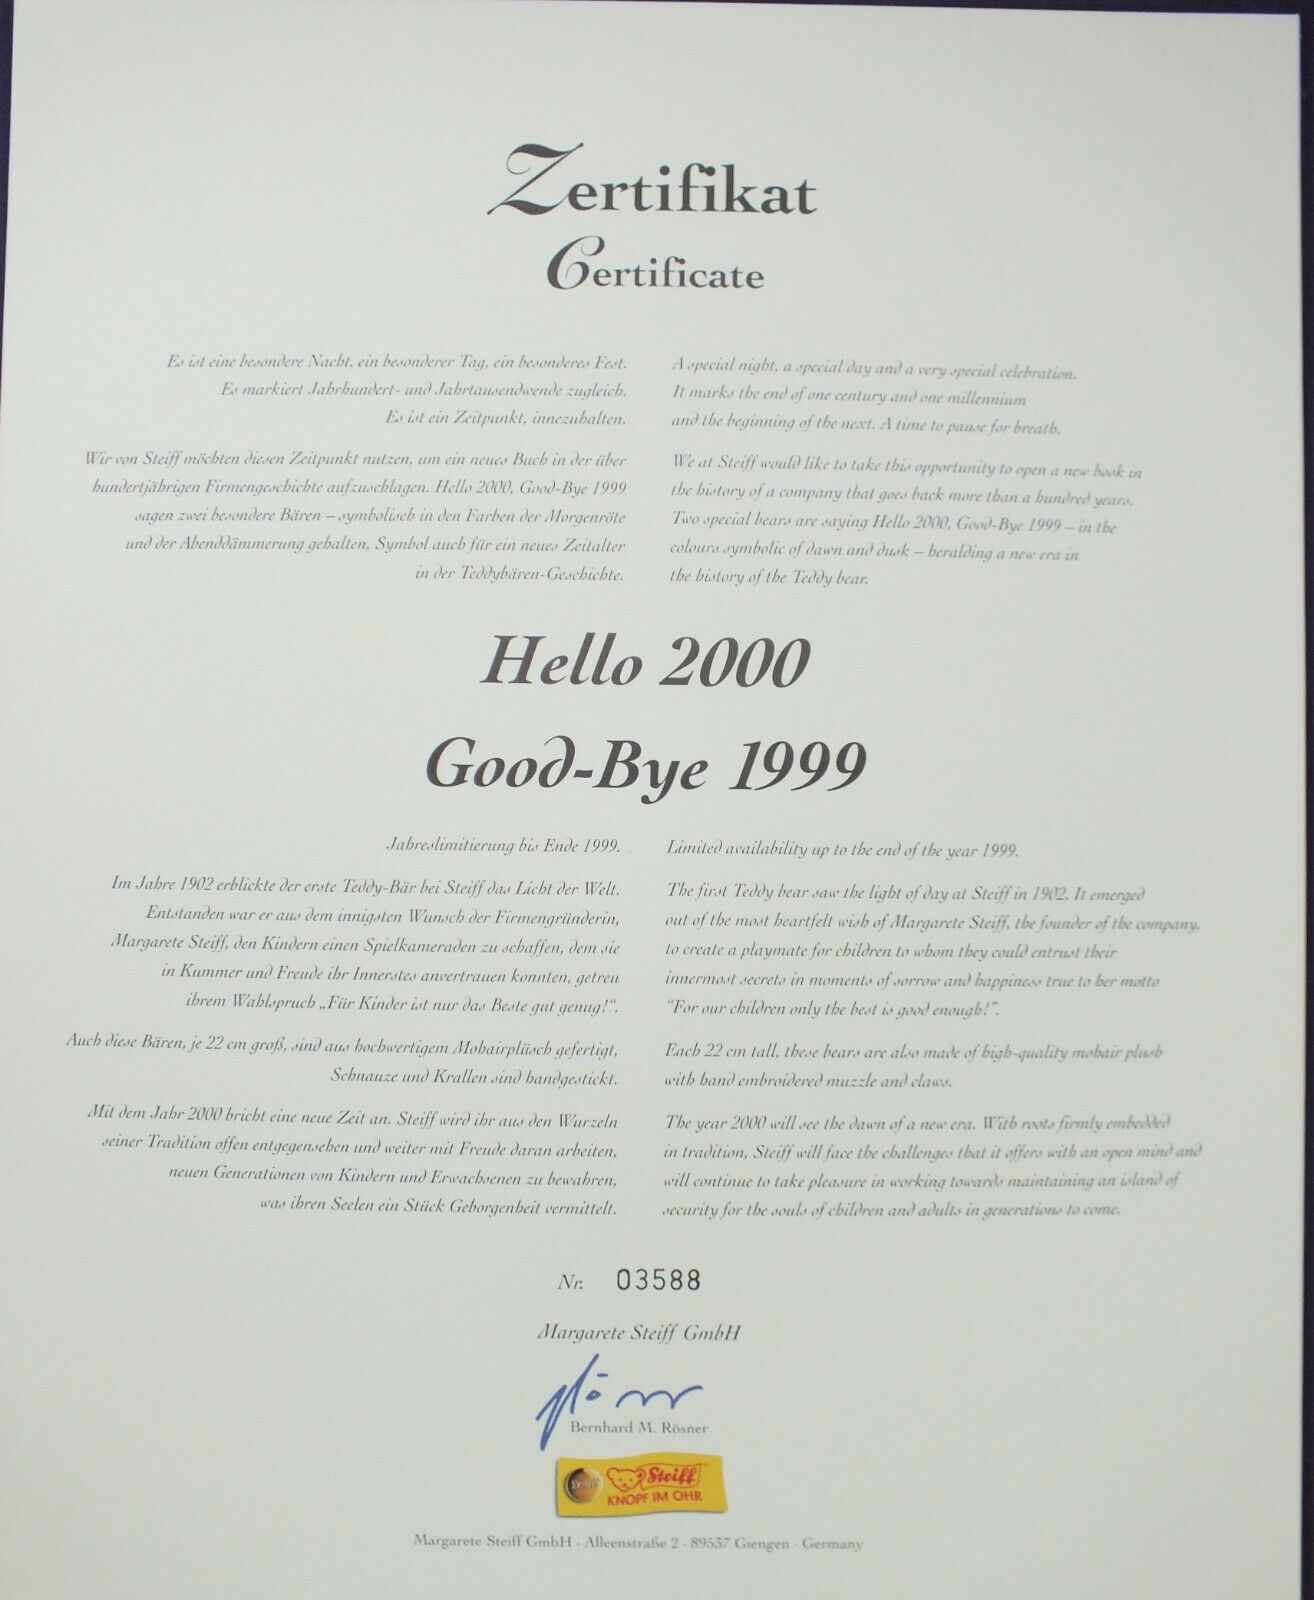 Zertifikat
Certificate
Es ist eine besondere Nacht, ein besonderer Tag, ein besonderes Fest.
Es markiert Jahrhundert- und Jahrtausendwende zugleich.
Es ist ein Zeitpunkt, innezuhalten.
Wir von Steiff möchten diesen Zeitpunkt nutzen, um ein neues Buch in der über
hundertjährigen Firmengeschichte aufzuschlagen. Hello 2000, Good-Bye 1999
sagen zwei besondere Bären – symbolisch in den Farben der Morgenröte
und der Abenddämmerung gehalten, Symbol auch für ein neues Zeitalter
in der Teddybären-Geschichte.
A special night, a special day and a very special celebration.
It marks the end of one century and one millennium
and the beginning of the next. A time to pause for breath.
We at Steiff would like to take this opportunity to open a new book in
the history of a company that goes back more than a hundred years.
Two special bears are saying Hello 2000, Good-Bye 1999 – in the
colours symbolic of dawn and dusk – heralding a new era in
the history of the Teddy bear.
Hello 2000
Good-Bye 1999
Jahreslimitierung bis Ende 1999.
Im Jahre 1902 erblickte der erste Teddy-Bär bei Steiff das Licht der Welt.
Entstanden war er aus dem innigsten Wunsch der Firmengründerin,
Margarete Steiff, den Kindern einen Spielkameraden zu schaffen, dem sie
in Kummer und Freude ihr Innerstes anvertrauen konnten, getreu
ihrem Wahlspruch „Für Kinder ist nur das Beste gut genug!“.
Auch diese Bären, je 22 cm groß, sind aus hochwertigem Mohairplüsch gefertigt,
Schnauze und Krallen sind handgestickt.
Mit dem Jahr 2000 bricht eine neue Zeit an. Steiff wird ihr aus den Wurzeln
seiner Tradition offen entgegensehen und weiter mit Freude daran arbeiten,
neuen Generationen von Kindern und Erwachsenen zu bewahren,
was ihren Seelen ein Stück Geborgenheit vermittelt.
Limited availability up to the end of the year 1999.
The first Teddy bear saw the light of day at Steiff in 1902. It emerged
out of the most heartfelt wish of Margarete Steiff, the founder of the company,
to create a playmate for children to whom they could entrust their
innermost secrets in moments of sorrow and happiness true to her motto
“For our children only the best is good enough!”.
Each 22 cm tall, these bears are also made of high-quality mohair plush
with hand embroidered muzzle and claws.
The year 2000 will see the dawn of a new era. With roots firmly embedded
in tradition, Steiff will face the challenges that it offers with an open mind and
will continue to take pleasure in working towards maintaining an island of
security for the souls of children and adults in generations to come.
Nr. 03588
Margarete Steiff GmbH
Bernhard M. Rösner
Steiff
KNOPF IM OHR
Margarete Steiff GmbH · Alleenstraße 2 · 89537 Giengen · Germany